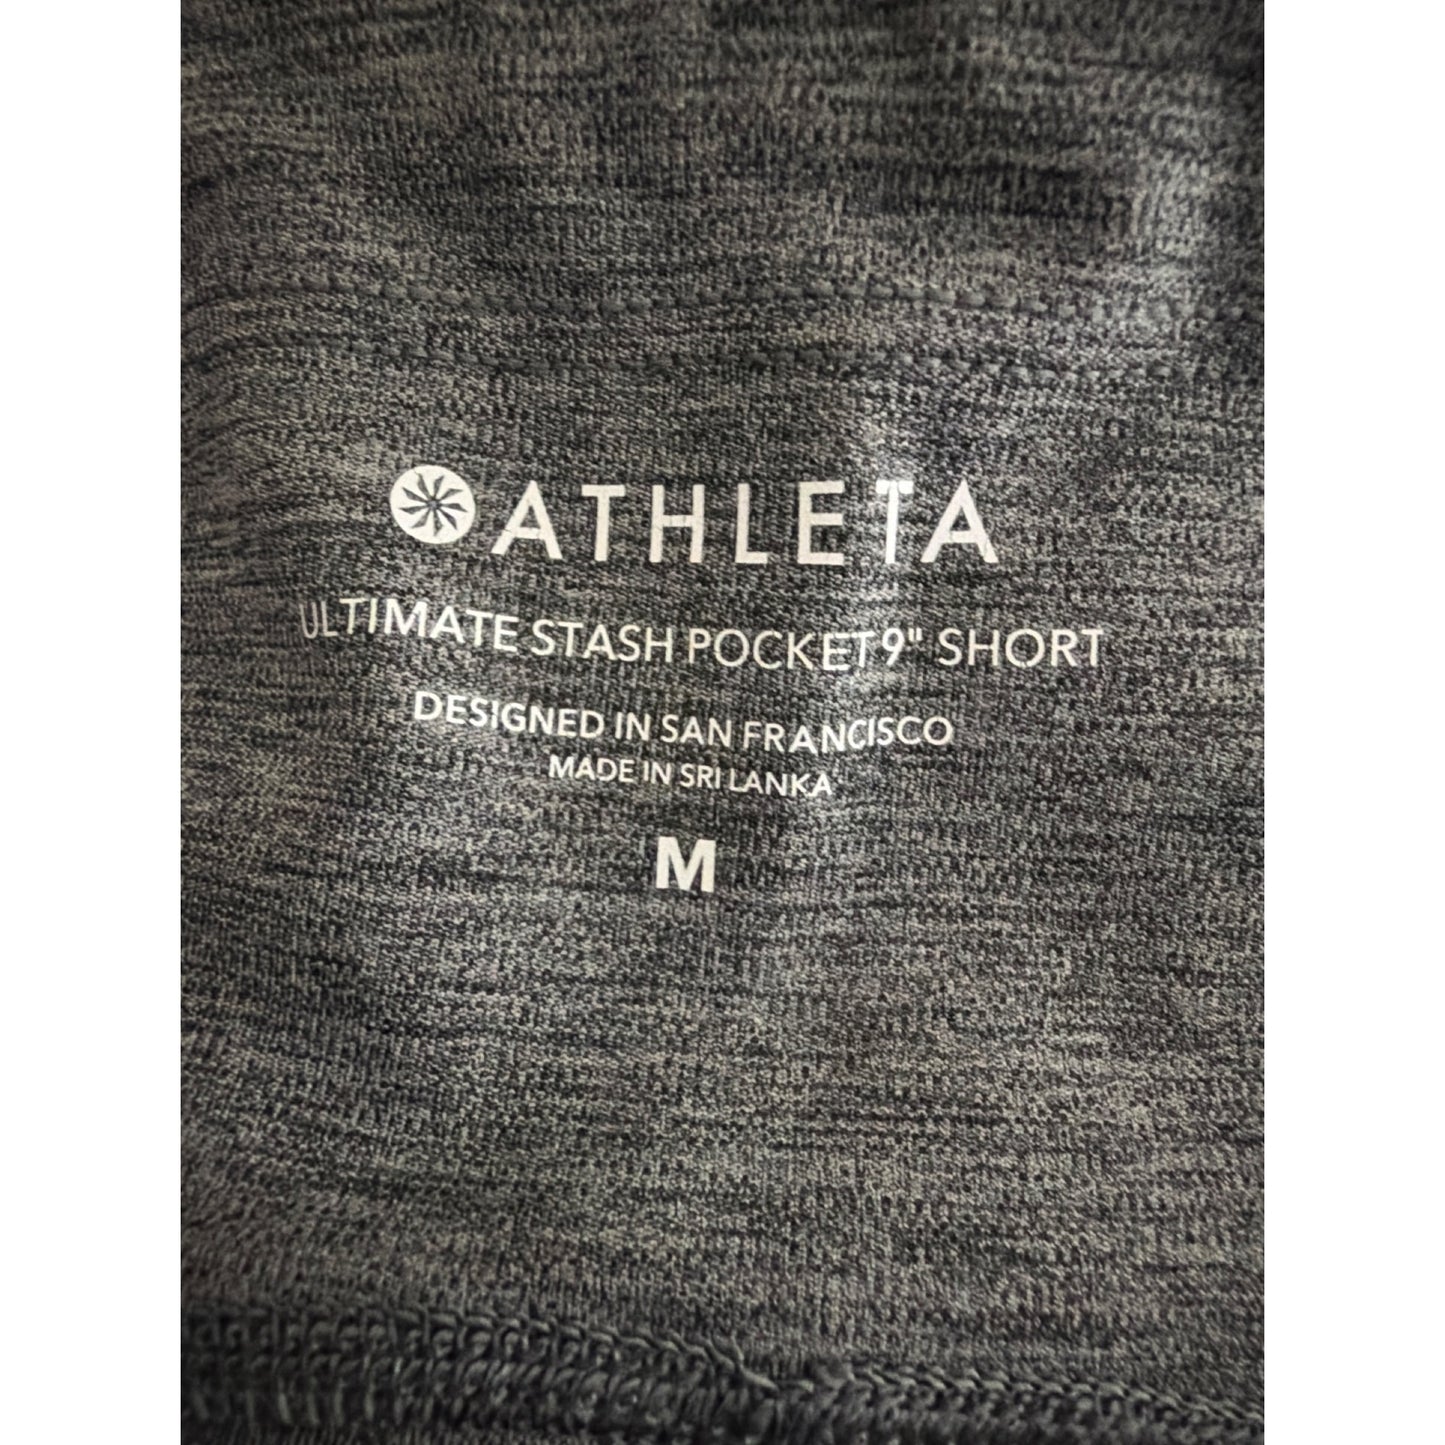 ATHLETA
ULTIMATE STASH POCKET 9" SHORT
DESIGNED IN SAN FRANCISCO
MADE IN SRI LANKA
M